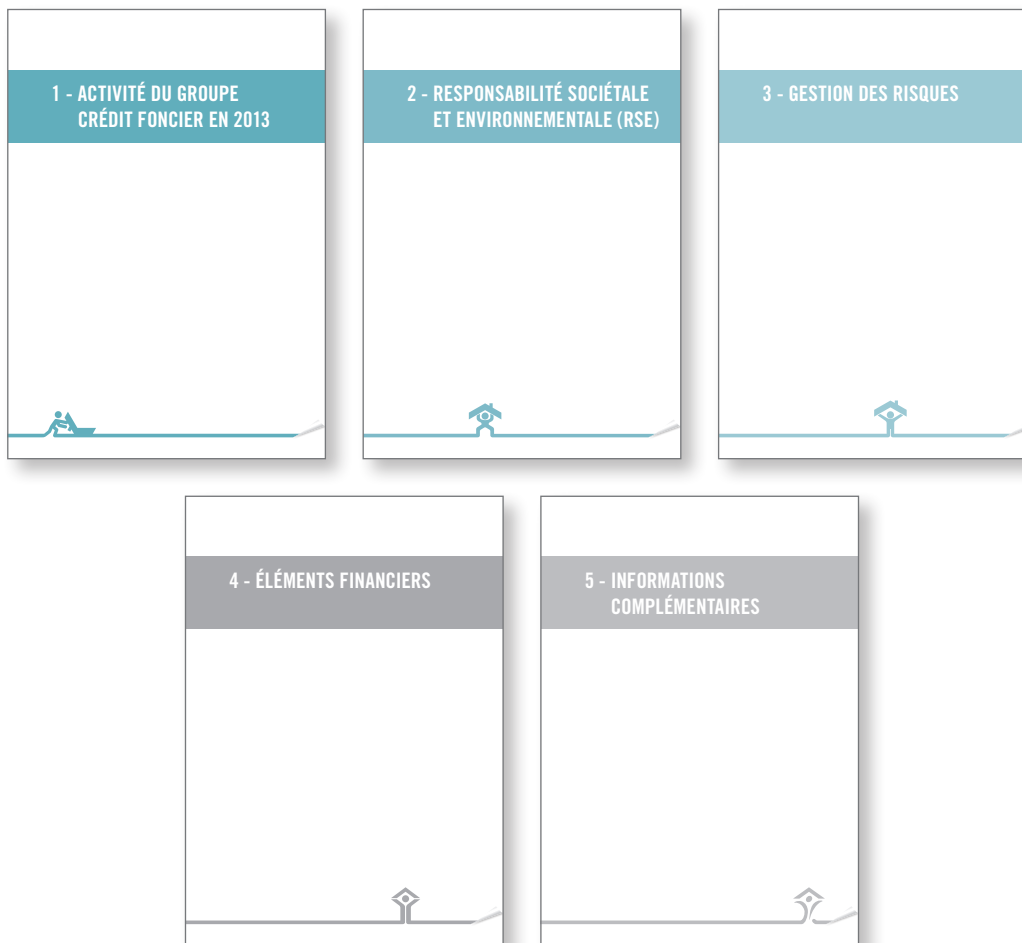 1 - ACTIVITÉ DU GROUPE
CRÉDIT FONCIER EN 2013
2 - RESPONSABILITÉ SOCIÉTALE
ET ENVIRONNEMENTALE (RSE)
3 - GESTION DES RISQUES
4 - ÉLÉMENTS FINANCIERS
5 - INFORMATIONS
COMPLÉMENTAIRES